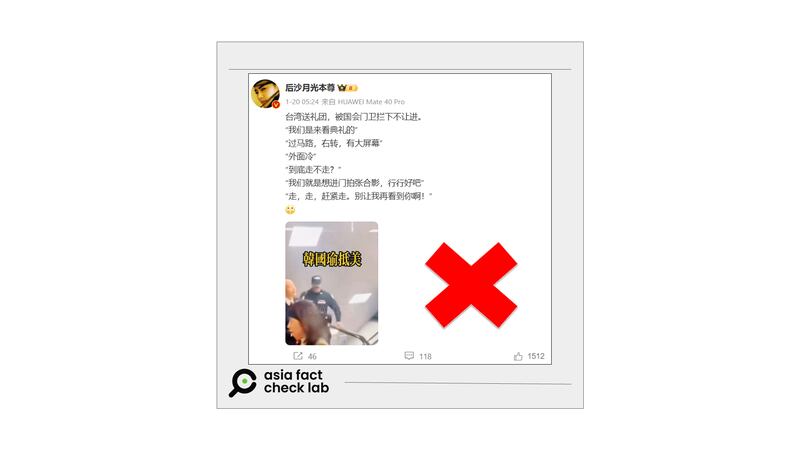 后沙月光本尊
1-20 05:24 来自 HUAWEI Mate 40 Pro
台湾送礼团，被国会门卫拦下不让进。
“我们是来看典礼的”
“过马路，右转，有大屏幕”
“外面冷”
“到底走不走？”
“我们就是想进门拍张合影，行行好吧”
“走，走，赶紧走。别让我再看到你啊！”
韓國瑜抵美
46
118
1512
asia fact
check lab